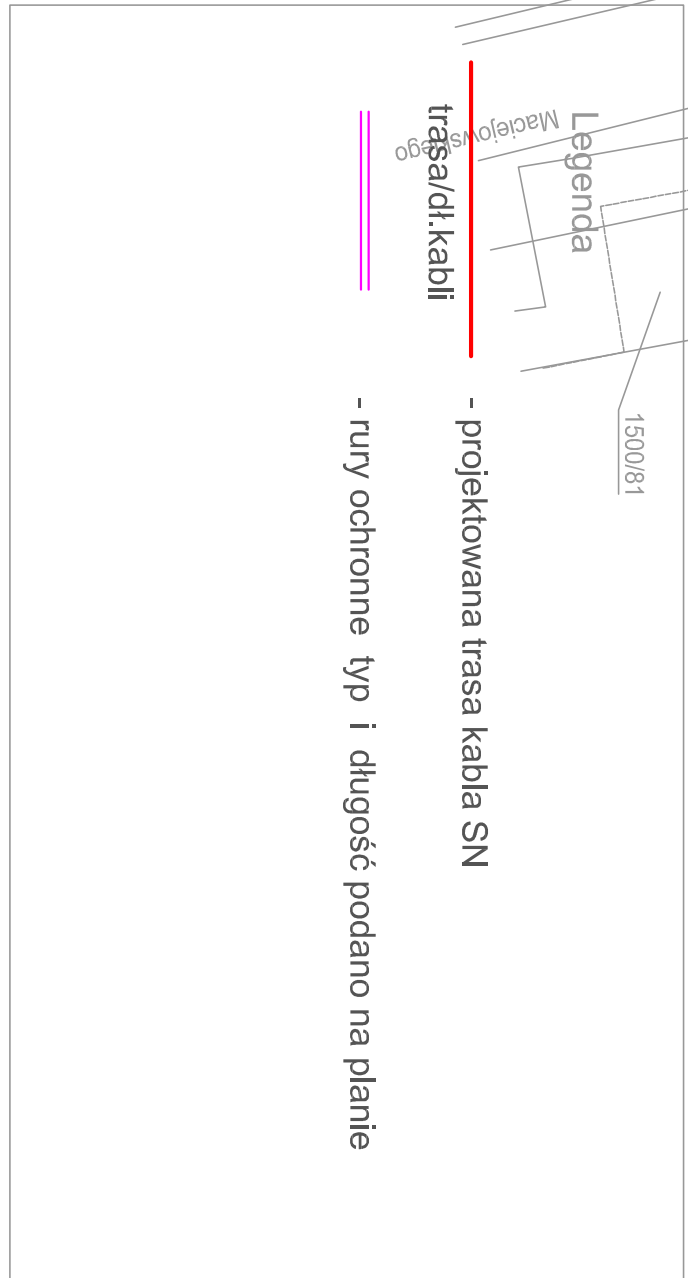 1500/81
Legenda
Maciejowskiego
- projektowana trasa kabla SN
trasa/dł.kabli
- rury ochronne typ i długość podano na planie